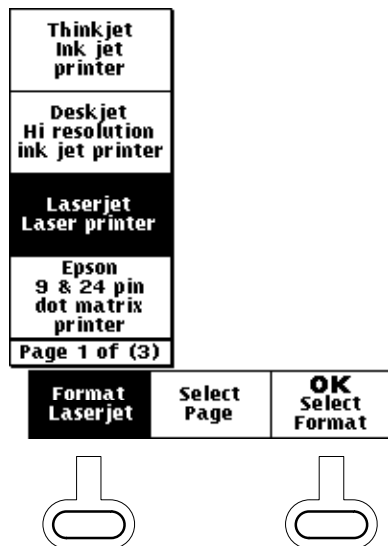 Thinkjet
Ink jet
printer
Deskjet
Hi resolution
ink jet printer
Laserjet
Laser printer
Epson
9 & 24 pin
dot matrix
printer
Page 1 of (3)
Format
Laserjet
Select
Page
OK
Select
Format